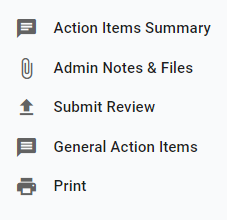 Action Items Summary
Admin Notes & Files
Submit Review
General Action Items
Print